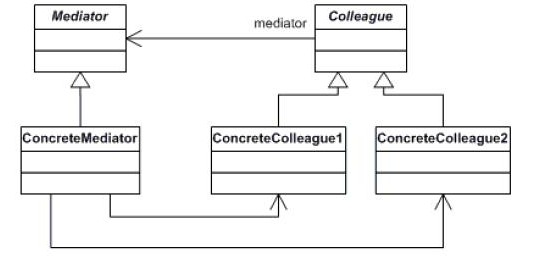 Mediator
mediator
Colleague
ConcreteMediator
ConcreteColleague1
ConcreteColleague2